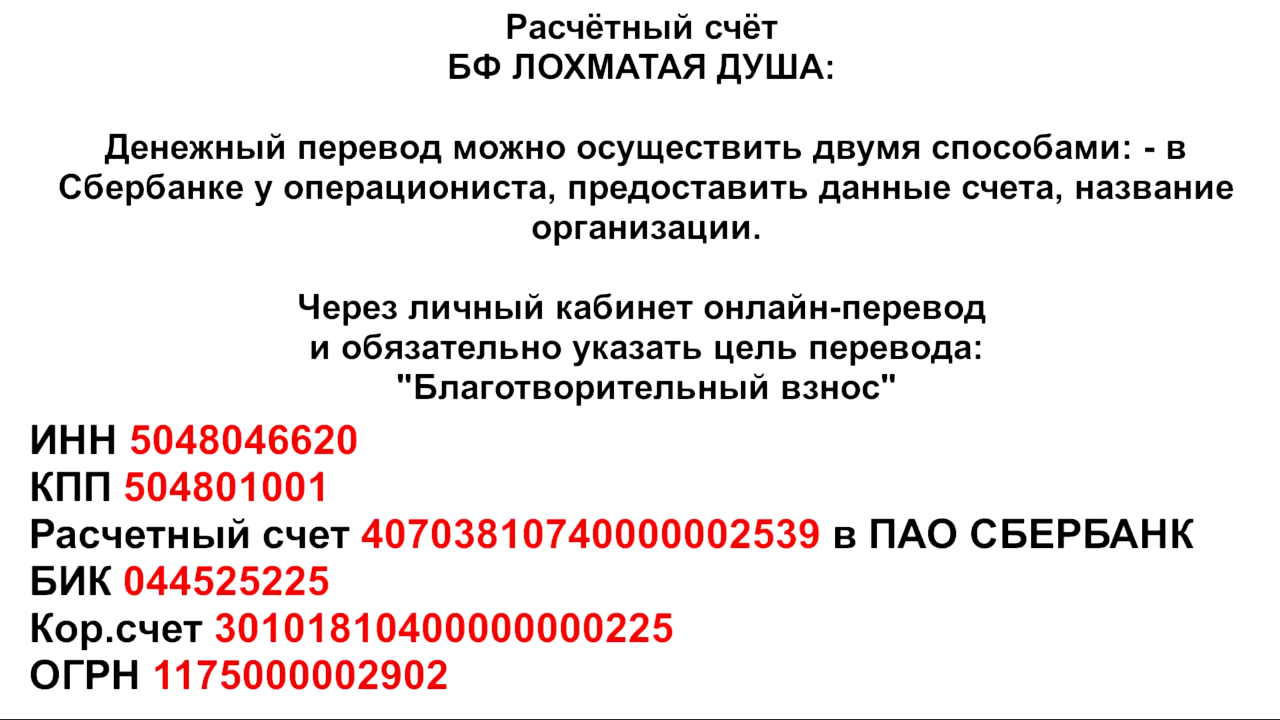 Расчётный счёт
БФ ЛОХМАТАЯ ДУША:
Денежный перевод можно осуществить двумя способами: - в
Сбербанке у операциониста, предоставить данные счета, название
организации.
Через личный кабинет онлайн-перевод
и обязательно указать цель перевода:
"Благотворительный взнос"
ИНН 5048046620
КПП 504801001
Расчетный счет 40703810740000002539 в ПАО СБЕРБАНК
БИК 044525225
Кор.счет 30101810400000000225
ОГРН 1175000002902